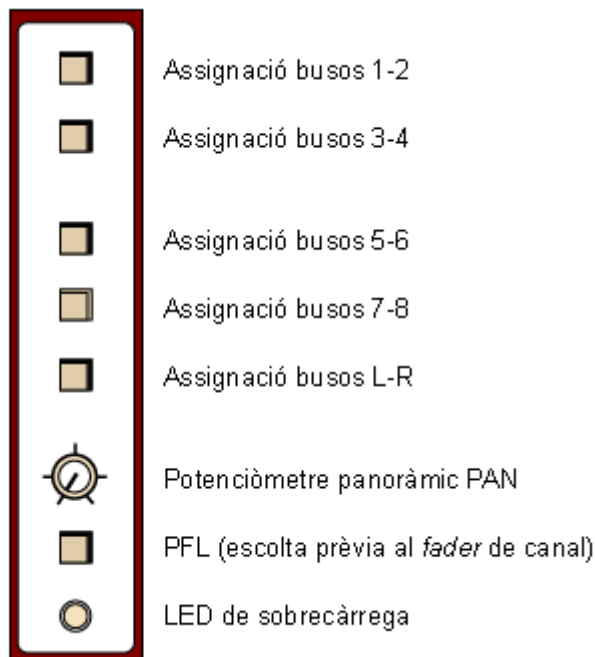 Assignació busos 1-2
Assignació busos 3-4
Assignació busos 5-6
Assignació busos 7-8
Assignació busos L-R
Potenciòmetre panoràmic PAN
PFL (escolta prèvia al fader de canal)
LED de sobrecàrrega